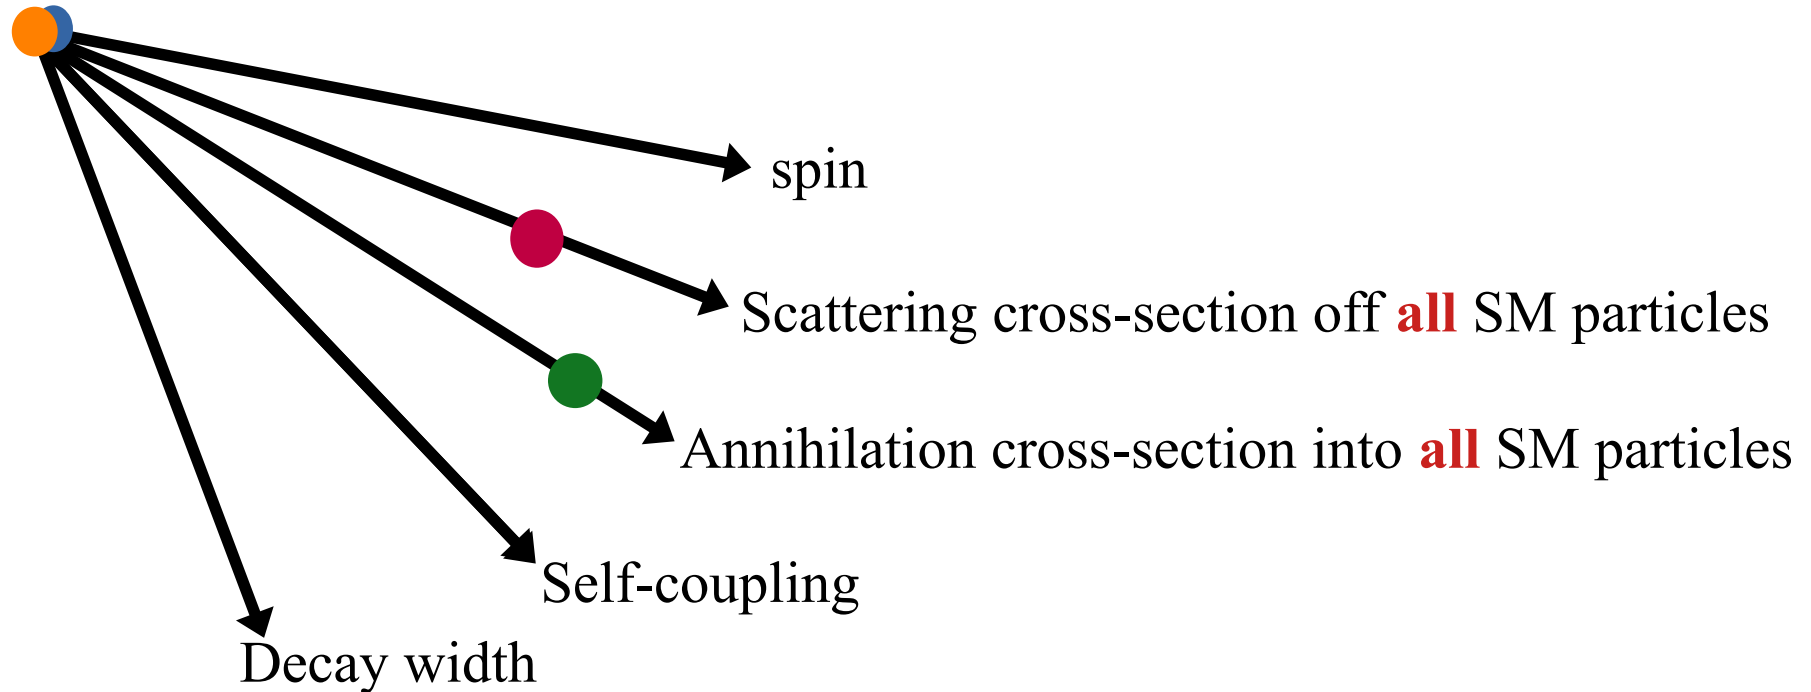 spin
Scattering cross-section off all SM particles
Annihilation cross-section into all SM particles
Self-coupling
Decay width